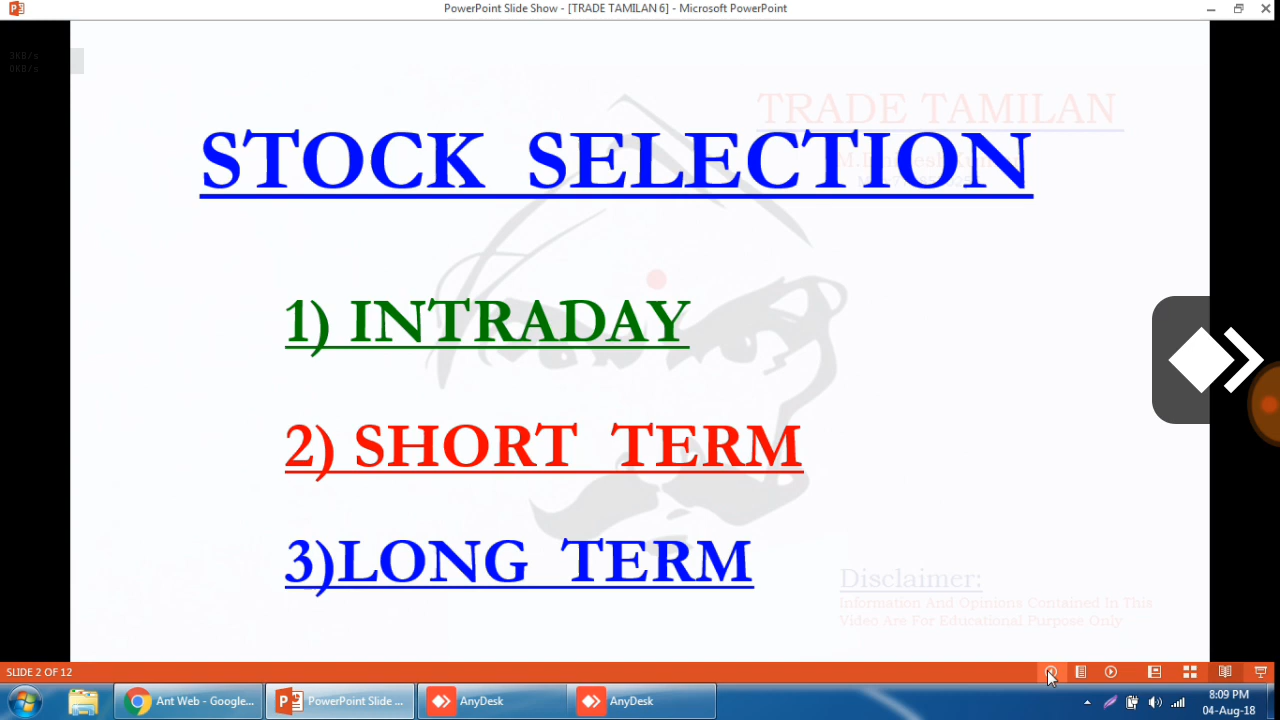 PowerPoint Slide Show - [TRADE TAMILAN 6] - Microsoft PowerPoint
3KB/s
0KB/s
TRADE TAMILAN
STOCK SELECTION
1) INTRADAY
2) SHORT TERM
3)LONG TERM
Disclaimer:
Information And Opinions Contained In This
Video Are For Educational Purpose Only
SLIDE 2 OF 12
Ant Web - Google...
PowerPoint Slide ...
AnyDesk
AnyDesk
8:09 PM
04-Aug-18